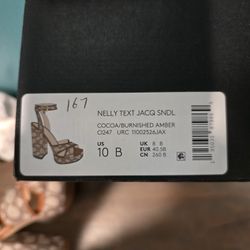 167
NELLY TEXT JACQ SNDL
COCOA/BURNISHED AMBER
CI247 URC 11002526JAX
US UK 8 B
10 B EUR 40.5B
CN 260 B